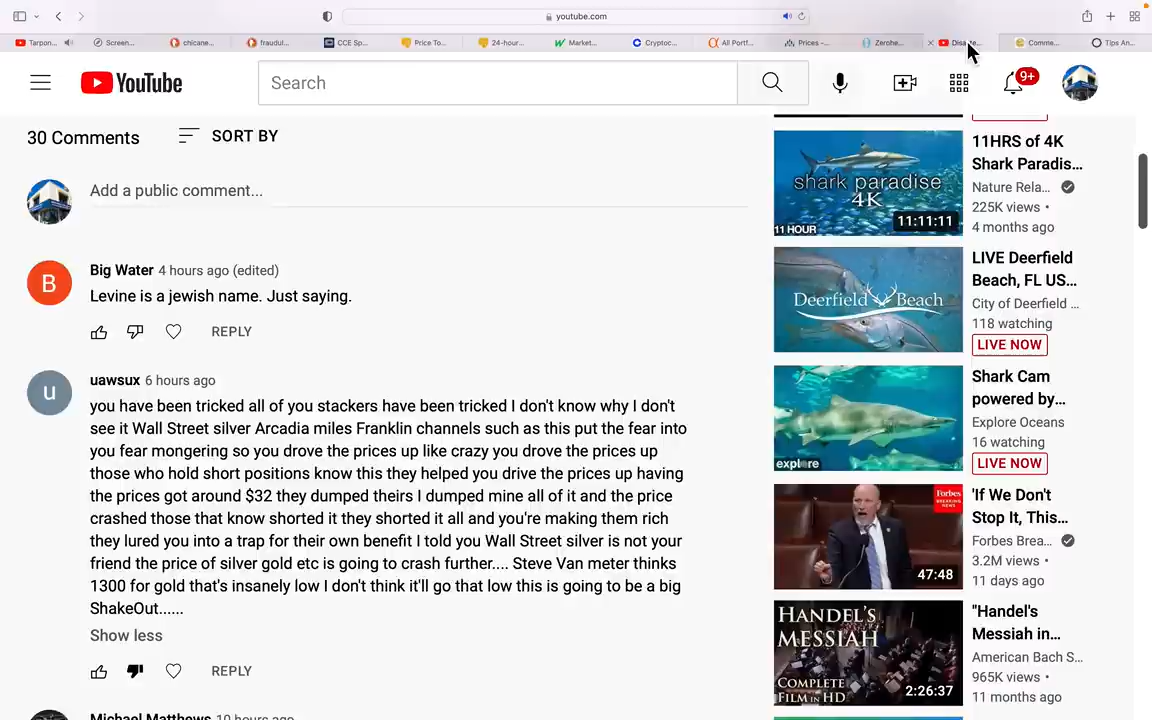 youtube.com
Tarpon...
Screen...
chicane...
fraudul...
CCE Sp...
Price To...
24-hour...
Market...
Cryptoc...
All Portf...
Prices –...
Zerohe...
Disaste...
Comme...
Tips An...
YouTube
Search
9+
30 Comments
SORT BY
Add a public comment...
B
Big Water 4 hours ago (edited)
Levine is a jewish name. Just saying.
REPLY
u
uawsux 6 hours ago
you have been tricked all of you stackers have been tricked I don't know why I don't
see it Wall Street silver Arcadia miles Franklin channels such as this put the fear into
you fear mongering so you drove the prices up like crazy you drove the prices up
those who hold short positions know this they helped you drive the prices up having
the prices got around $32 they dumped theirs I dumped mine all of it and the price
crashed those that know shorted it they shorted it all and you're making them rich
they lured you into a trap for their own benefit I told you Wall Street silver is not your
friend the price of silver gold etc is going to crash further.... Steve Van meter thinks
1300 for gold that's insanely low I don't think it'll go that low this is going to be a big
ShakeOut......
Show less
REPLY
Michael Matthews 10 hours ago
shark paradise
4K
11 HOUR
11:11:11
11HRS of 4K
Shark Paradis...
Nature Rela...
225K views •
4 months ago
Deerfield Beach
LIVE Deerfield
Beach, FL US...
City of Deerfield ...
118 watching
LIVE NOW
explore
Shark Cam
powered by...
Explore Oceans
16 watching
LIVE NOW
Forbes
BREAKING
NEWS
47:48
'If We Don't
Stop It, This...
Forbes Brea...
3.2M views •
11 days ago
HANDEL'S
MESSIAH
COMPLETE
FILM IN HD
2:26:37
"Handel's
Messiah in...
American Bach S...
965K views •
11 months ago